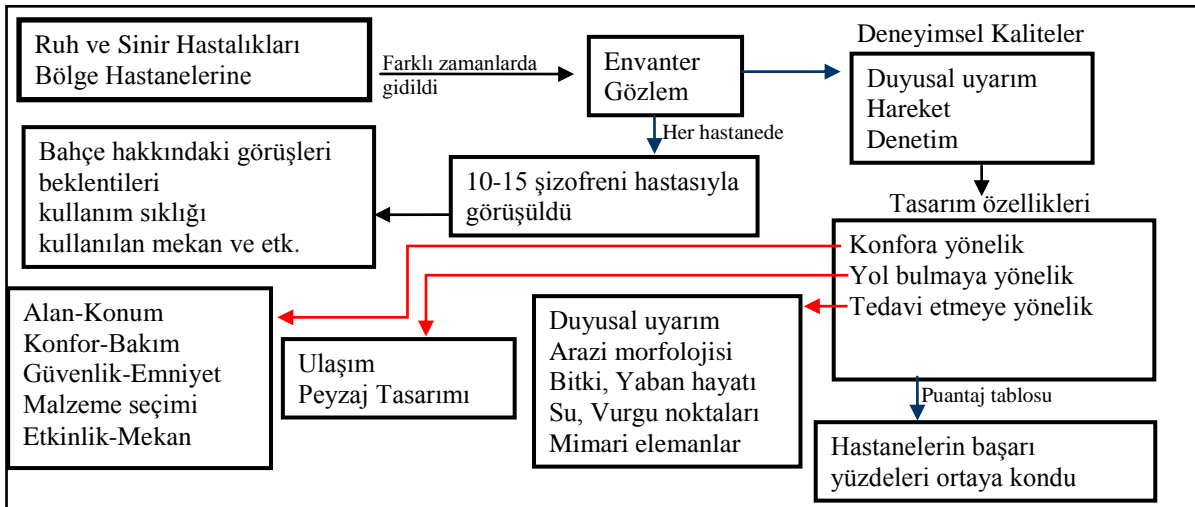 Ruh ve Sinir Hastalıkları
Bölge Hastanelerine
Farklı zamanlarda
gidildi
Envanter
Gözlem
Deneyimsel Kaliteler
Duyusal uyarım
Hareket
Denetim
Her hastanede
10-15 şizofreni hastasıyla
görüşüldü
Bahçe hakkındaki görüşleri
beklentileri
kullanım sıklığı
kullanılan mekan ve etk.
Tasarım özellikleri
Konfora yönelik
Yol bulmaya yönelik
Tedavi etmeye yönelik
Alan-Konum
Konfor-Bakım
Güvenlik-Emniyet
Malzeme seçimi
Etkinlik-Mekan
Ulaşım
Peyzaj Tasarımı
Duyusal uyarım
Arazi morfolojisi
Bitki, Yaban hayatı
Su, Vurgu noktaları
Mimari elemanlar
Puantaj tablosu
Hastanelerin başarı
yüzdeleri ortaya kondu